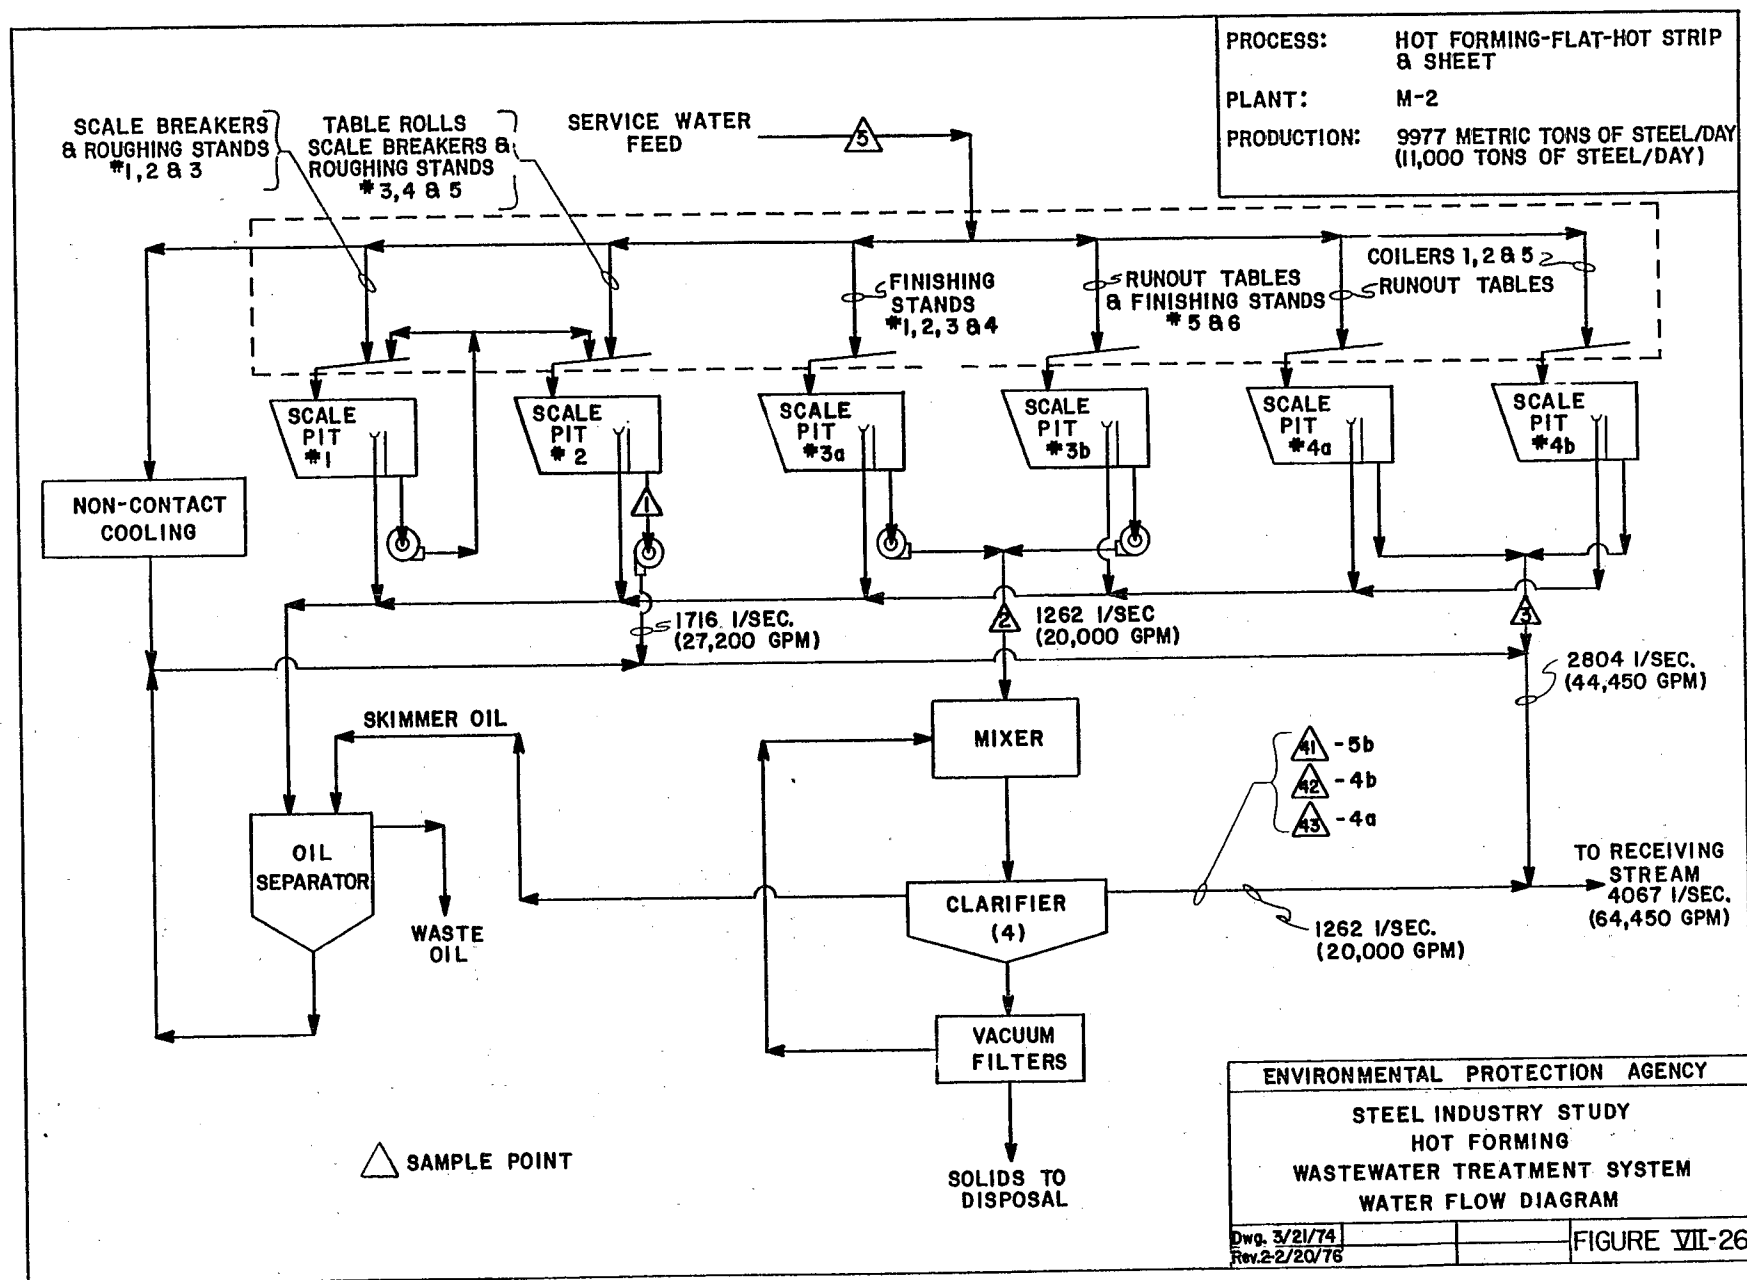 PROCESS: HOT FORMING-FLAT-HOT STRIP
& SHEET
PLANT: M-2
PRODUCTION: 9977 METRIC TONS OF STEEL/DAY
(11,000 TONS OF STEEL/DAY)
SCALE BREAKERS
& ROUGHING STANDS
#1,2 & 3
TABLE ROLLS
SCALE BREAKERS &
ROUGHING STANDS
#3,4 & 5
SERVICE WATER
FEED
5
FINISHING
STANDS
#1,2,3 &4
RUNOUT TABLES
& FINISHING STANDS
#5 &6
COILERS 1,2 & 5
RUNOUT TABLES
SCALE
PIT
#1
SCALE
PIT
#2
SCALE
PIT
#3a
SCALE
PIT
#3b
SCALE
PIT
#4a
SCALE
PIT
#4b
NON-CONTACT
COOLING
1
1716 l/SEC.
(27,200 GPM)
2
1262 l/SEC
(20,000 GPM)
3
2804 l/SEC.
(44,450 GPM)
SKIMMER OIL
MIXER
41 -5b
42 -4b
43 -4a
OIL
SEPARATOR
WASTE
OIL
CLARIFIER
(4)
1262 l/SEC.
(20,000 GPM)
TO RECEIVING
STREAM
4067 l/SEC.
(64,450 GPM)
VACUUM
FILTERS
SOLIDS TO
DISPOSAL
SAMPLE POINT
ENVIRONMENTAL PROTECTION AGENCY
STEEL INDUSTRY STUDY
HOT FORMING
WASTEWATER TREATMENT SYSTEM
WATER FLOW DIAGRAM
Dwg. 3/21/74
Rev.2-2/20/76
FIGURE VII-26